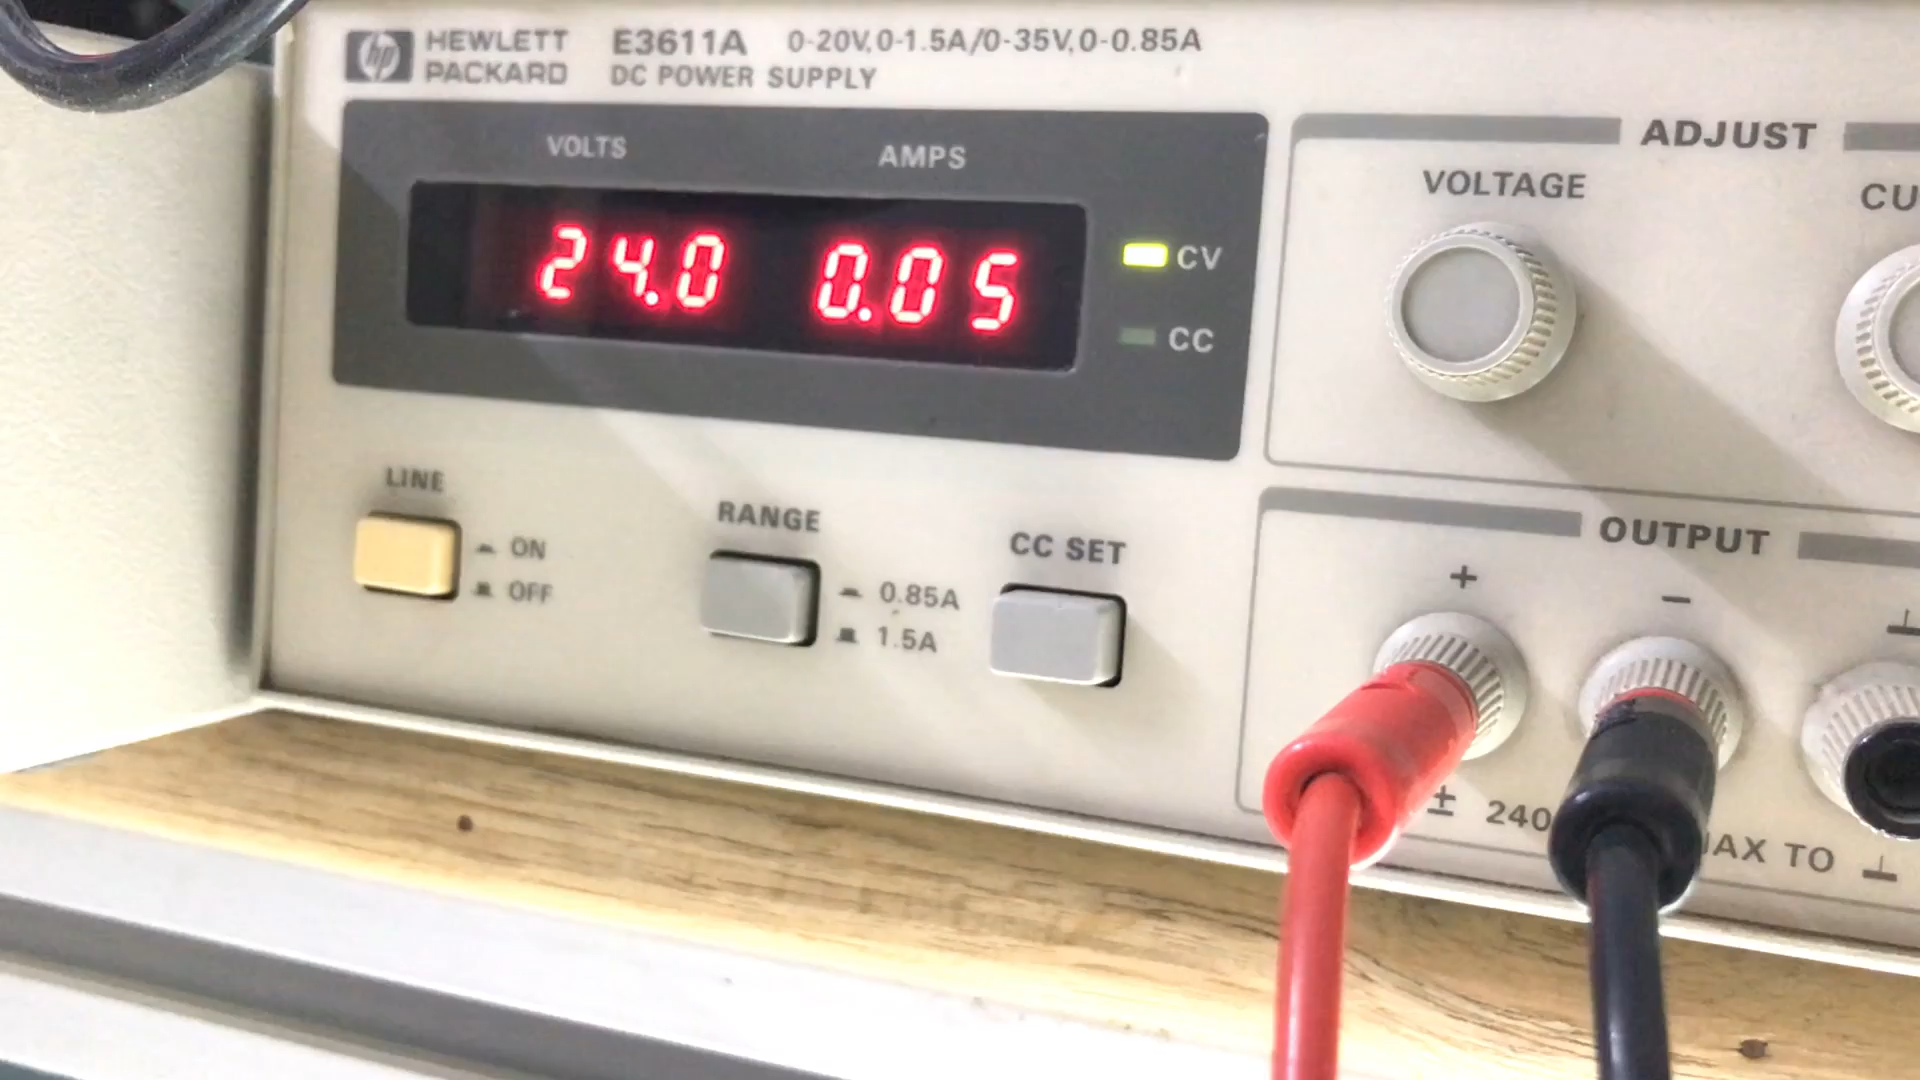 hp HEWLETT PACKARD
E3611A 0-20V,0-1.5A/0-35V,0-0.85A
DC POWER SUPPLY
VOLTS AMPS
24.0 0.05
CV
CC
ADJUST
VOLTAGE CU
LINE
ON
OFF
RANGE
0.85A
1.5A
CC SET
OUTPUT
+ −
± 240 AX TO ⊥